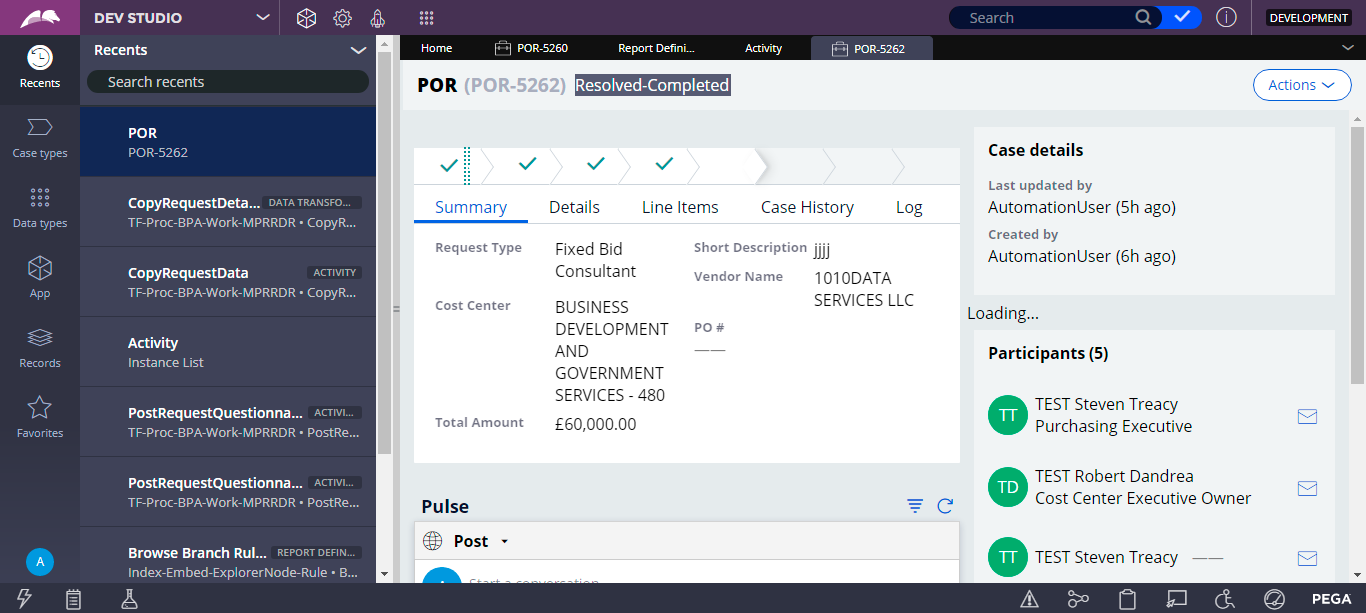 DEV STUDIO
Search
DEVELOPMENT
Recents
Recents
Search recents
Case types
Data types
App
Records
Favorites
A
POR
POR-5262
CopyRequestDeta... DATA TRANSFO...
TF-Proc-BPA-Work-MPRRDR • CopyR...
CopyRequestData ACTIVITY
TF-Proc-BPA-Work-MPRRDR • CopyR...
Activity
Instance List
PostRequestQuestionna... ACTIVI...
TF-Proc-BPA-Work-MPRRDR • PostRe...
PostRequestQuestionna... ACTIVI...
TF-Proc-BPA-Work-MPRRDR • PostRe...
Browse Branch Rul... REPORT DEFIN...
Index-Embed-ExplorerNode-Rule • B...
Home POR-5260 Report Defini... Activity POR-5262
POR (POR-5262) Resolved-Completed
Actions
Summary Details Line Items Case History Log
Request Type Fixed Bid
Consultant
Cost Center BUSINESS
DEVELOPMENT
AND
GOVERNMENT
SERVICES - 480
Total Amount £60,000.00
Short Description jjjj
Vendor Name 1010DATA
SERVICES LLC
PO #
——
Pulse
Post
Start a conversation
Case details
Last updated by
AutomationUser (5h ago)
Created by
AutomationUser (6h ago)
Loading...
Participants (5)
TT TEST Steven Treacy
Purchasing Executive
TD TEST Robert Dandrea
Cost Center Executive Owner
TT TEST Steven Treacy ——
PEGA